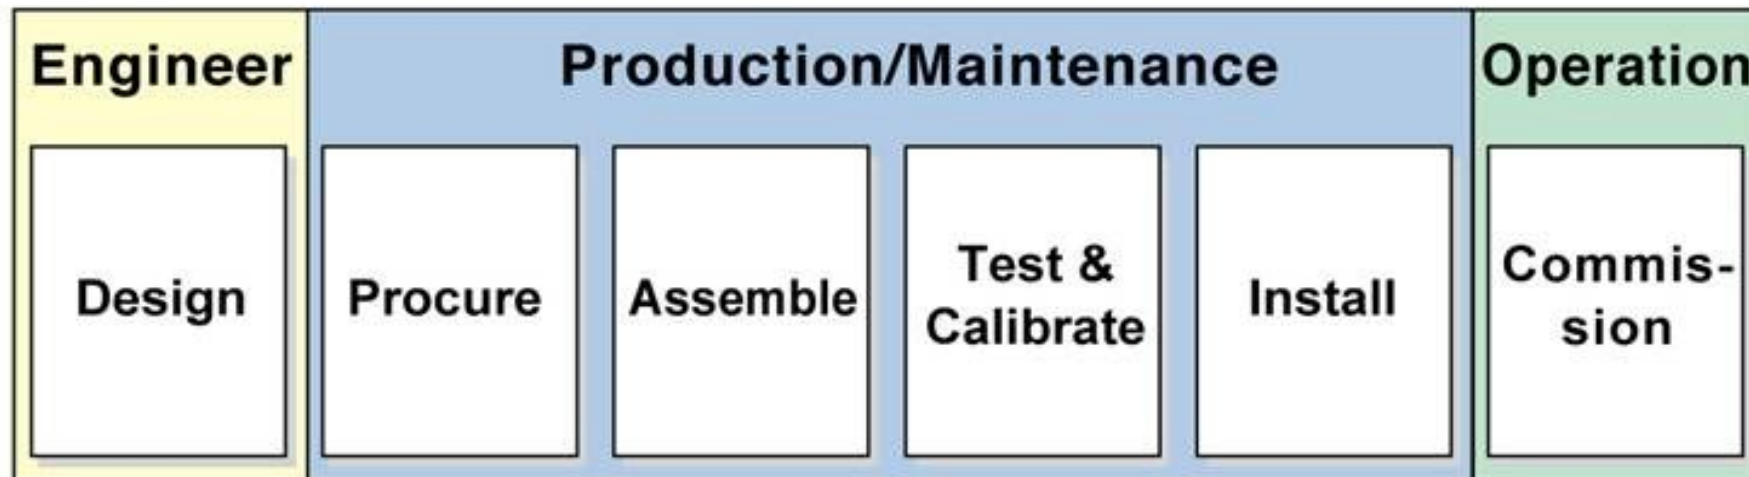 Engineer
Production/Maintenance
Operation
Design
Procure
Assemble
Test &
Calibrate
Install
Commis-
sion